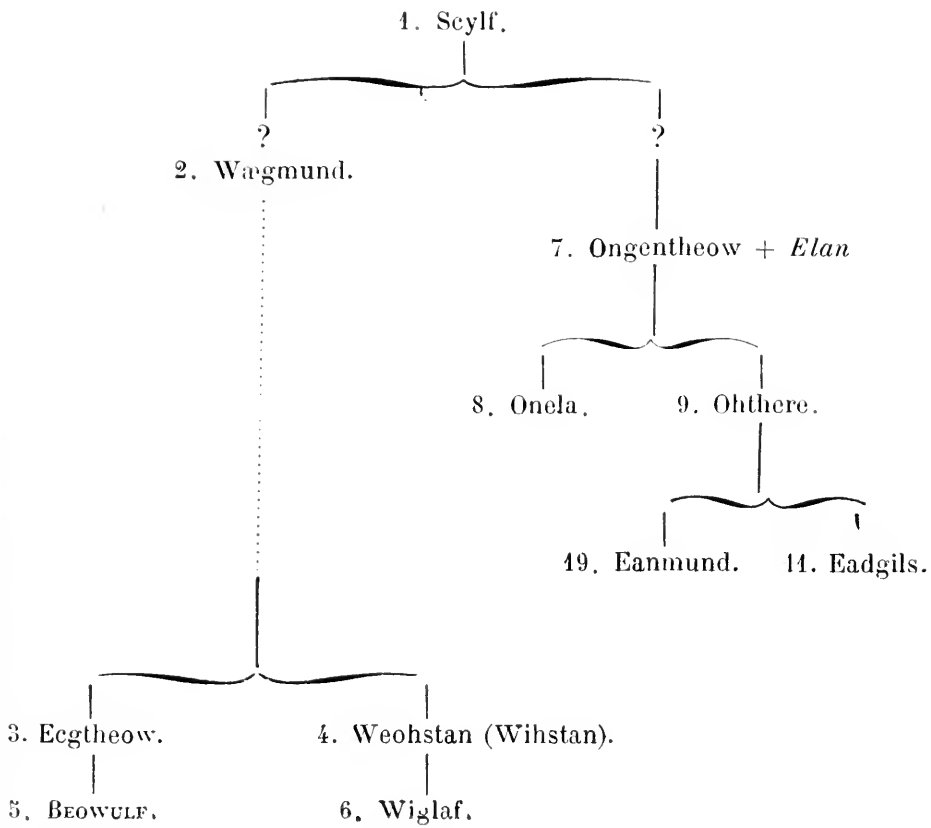 1. Scylf.
? ?
2. Wægmund.
7. Ongentheow + Elan
8. Onela. 9. Ohthere.
19. Eanmund. 11. Eadgils.
3. Ecgtheow. 4. Weohstan (Wihstan).
5. BEOWULF. 6. Wiglaf.